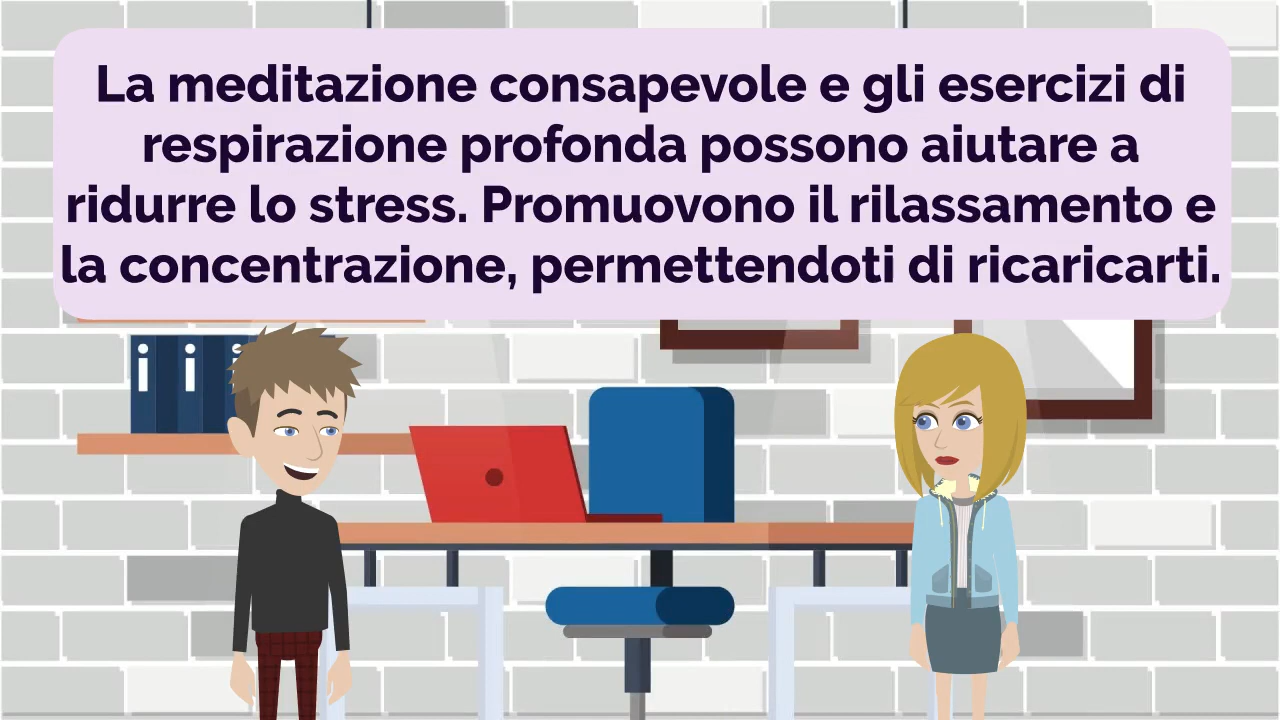 La meditazione consapevole e gli esercizi di
respirazione profonda possono aiutare a
ridurre lo stress. Promuovono il rilassamento e
la concentrazione, permettendoti di ricaricarti.